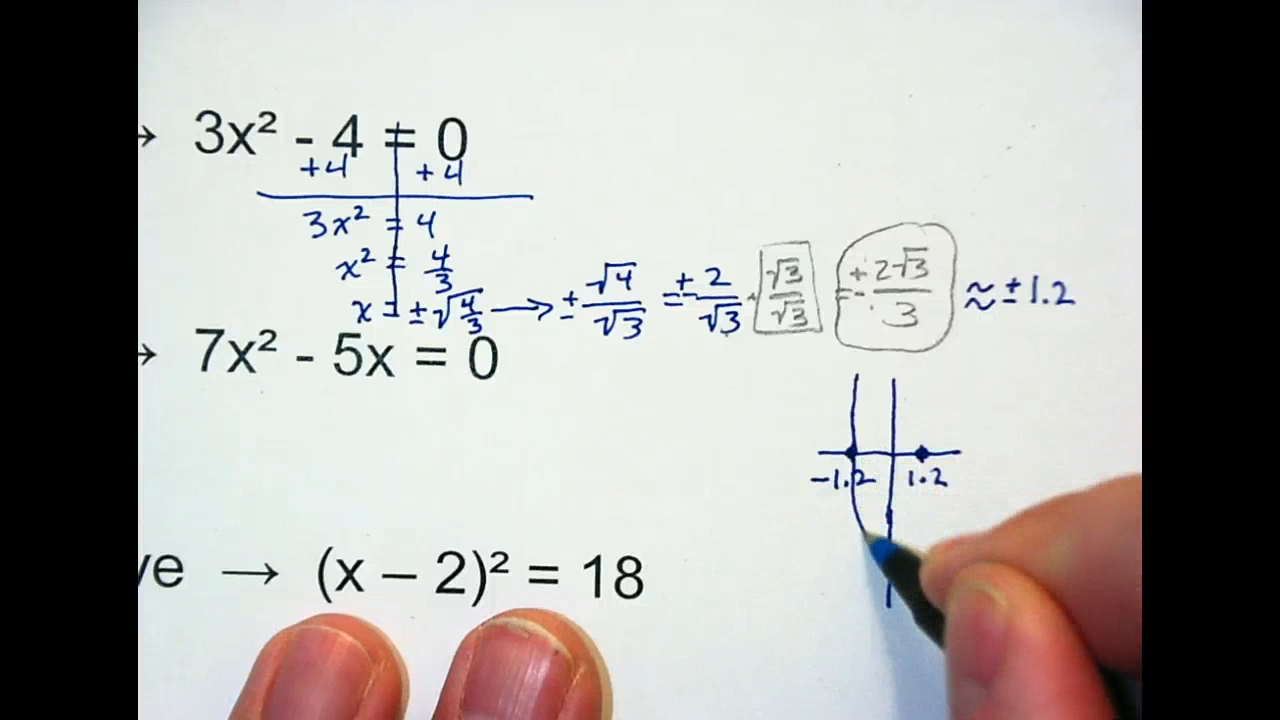 → 3x² - 4 = 0
+4 +4
3x² = 4
x² = 4/3
x = ±√(4/3) → ±√4/√3 = ±2/√3 · √3/√3 = ±2√3/3 ≈ ±1.2
→ 7x² - 5x = 0
-1.2 1.2
ve → (x – 2)² = 18